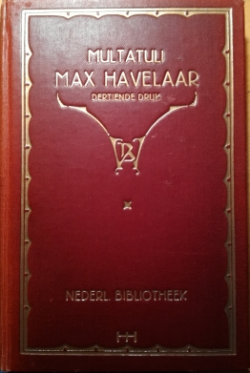 MULTATULI
MAX HAVELAAR
DERTIENDE DRUK
NEDERL. BIBLIOTHEEK